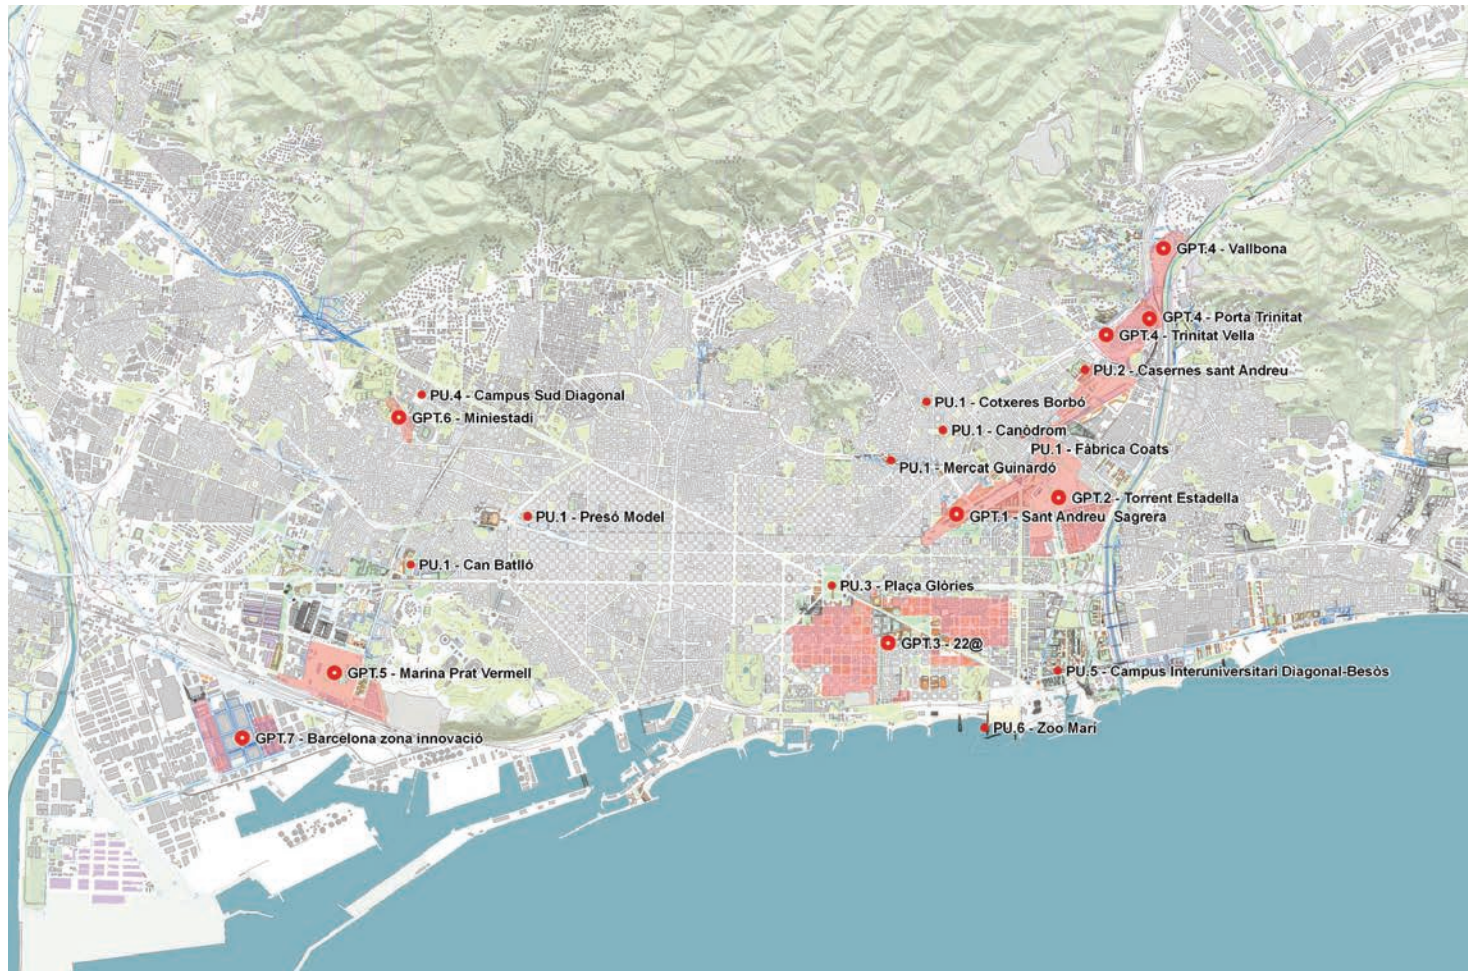 GPT.4 - Vallbona
GPT.4 - Porta Trinitat
GPT.4 - Trinitat Vella
PU.2 - Casernes sant Andreu
PU.4 - Campus Sud Diagonal
PU.1 - Cotxeres Borbó
GPT.6 - Miniestadi
PU.1 - Canòdrom
PU.1 - Fàbrica Coats
PU.1 - Mercat Guinardó
GPT.2 - Torrent Estadella
GPT.1 - Sant Andreu Sagrera
PU.1 - Presó Model
PU.1 - Can Batlló
PU.3 - Plaça Glòries
GPT.3 - 22@
PU.5 - Campus Interuniversitari Diagonal-Besòs
GPT.5 - Marina Prat Vermell
PU.6 - Zoo Marí
GPT.7 - Barcelona zona innovació